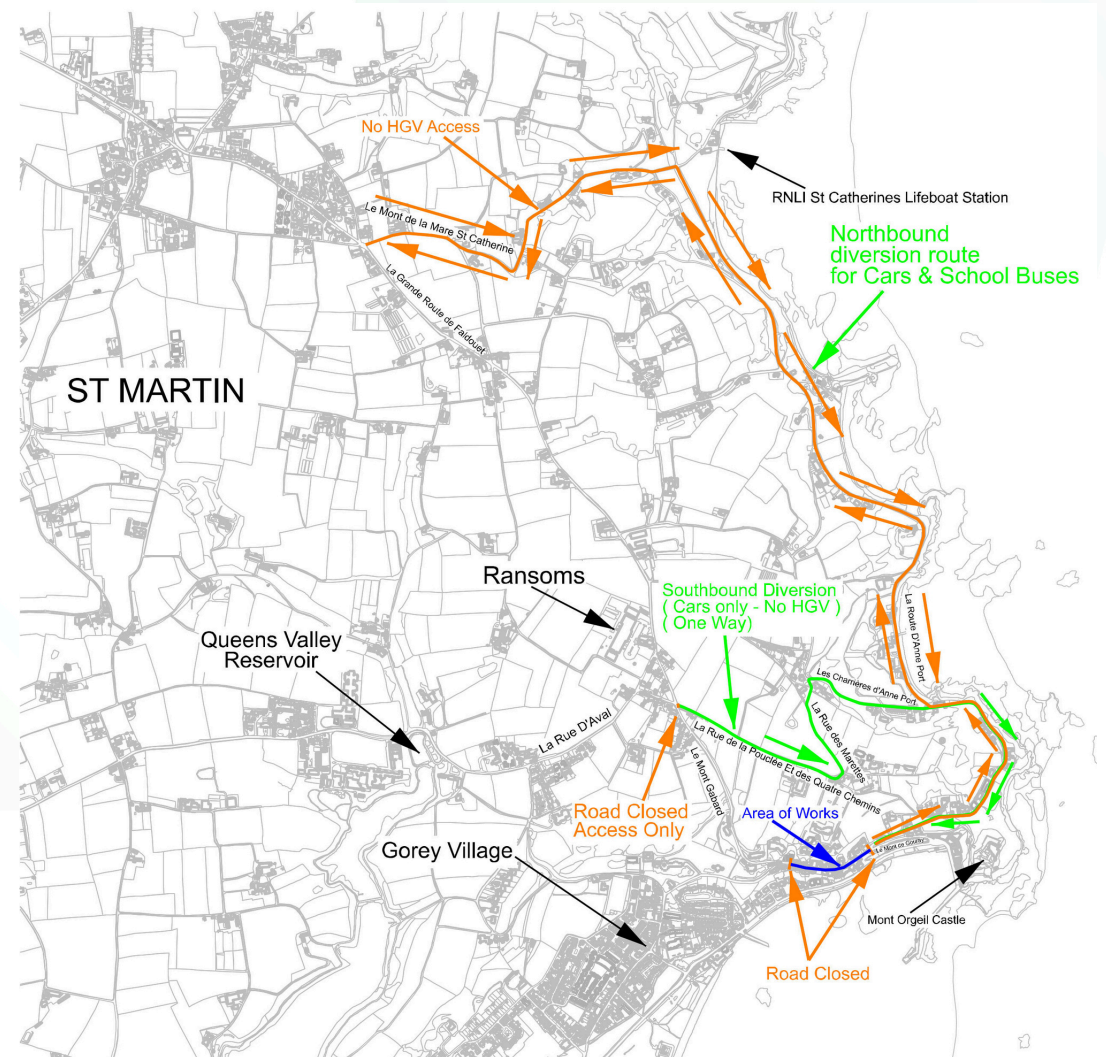 No HGV Access
RNLI St Catherines Lifeboat Station
Le Mont de la Mare St Catherine
Northbound
diversion route
for Cars & School Buses
La Grande Route de Faldouet
ST MARTIN
Ransoms
Southbound Diversion
( Cars only - No HGV )
( One Way)
La Route D'Anne Port
Queens Valley
Reservoir
Les Charrieres d'Anne Port
La Rue des Marettes
La Rue D'Aval
La Rue de la Pouclée Et des Quatre Chemins
Le Mont Gabard
Road Closed
Access Only
Area of Works
Gorey Village
Le Mont de Gouray
Mont Orgeil Castle
Road Closed